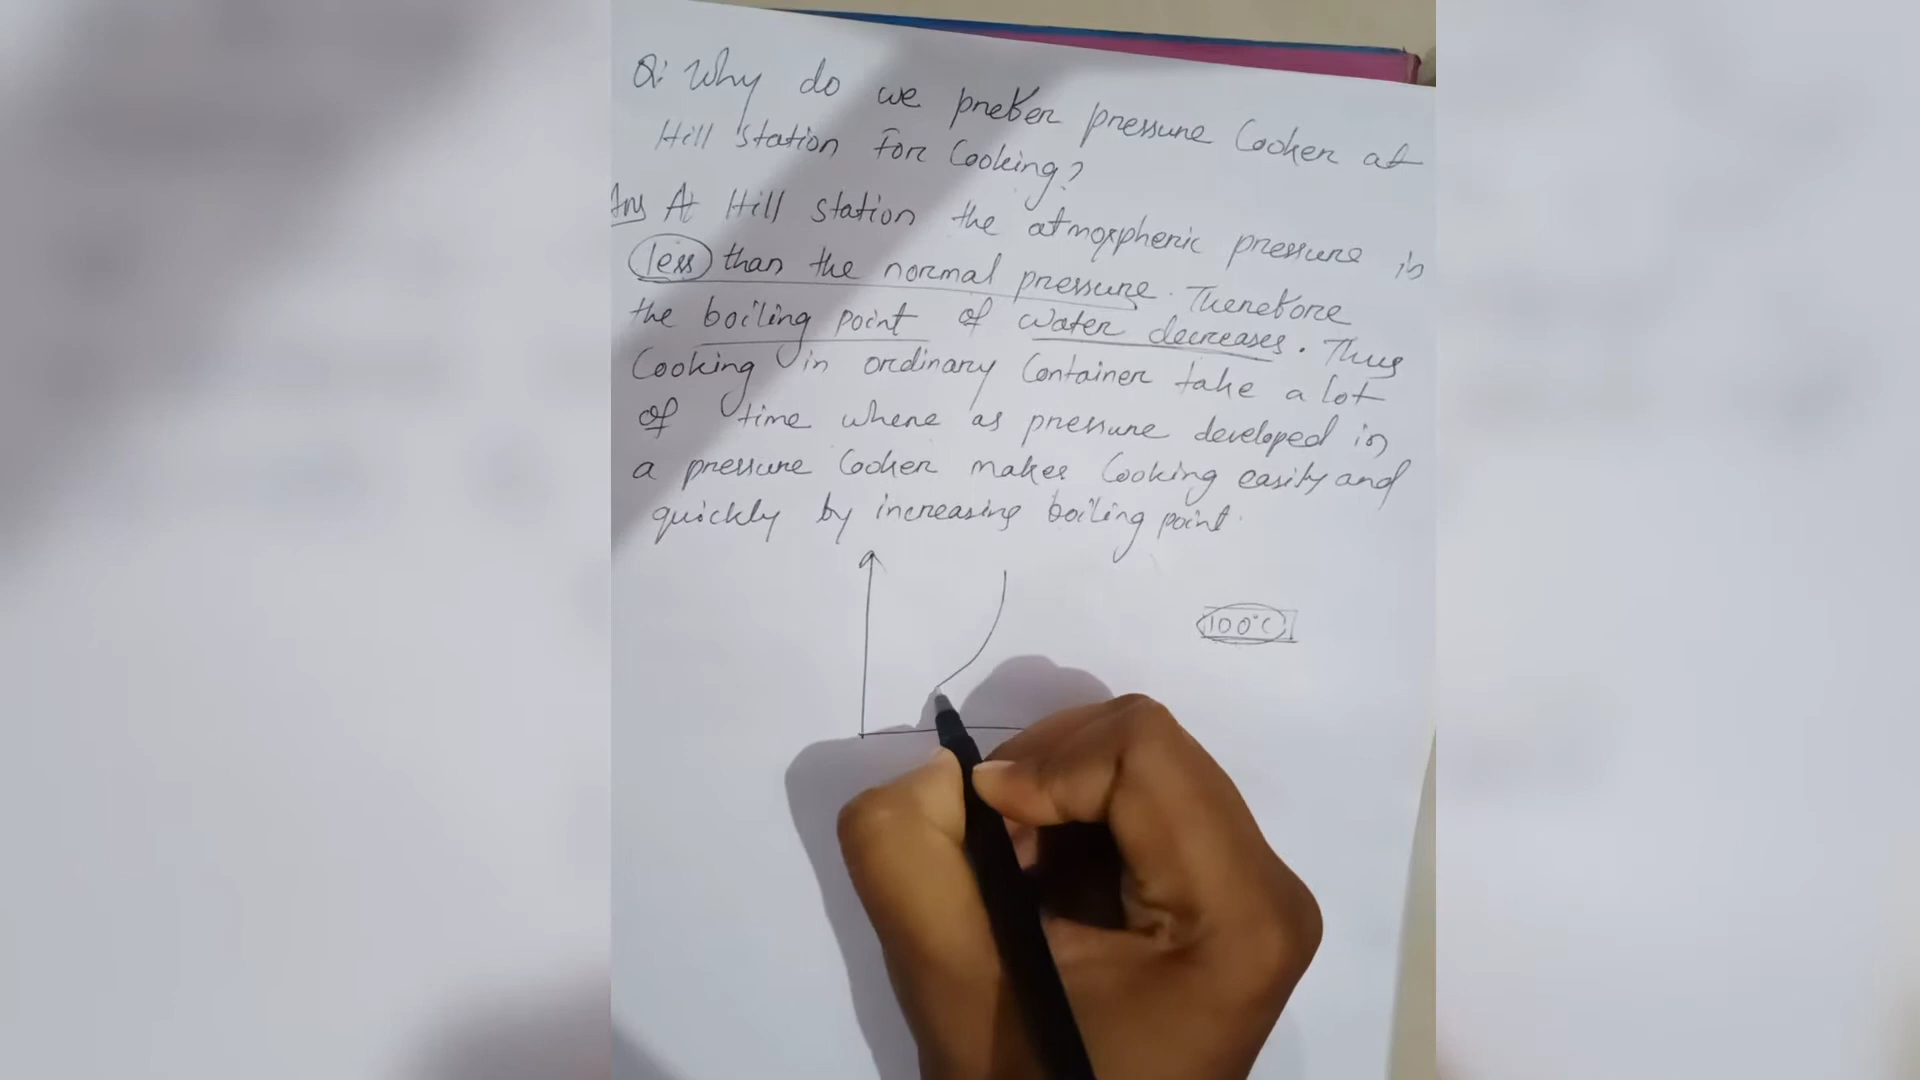 Q: Why do we prefer pressure Cooker at
Hill station For Cooking?
Ans At Hill station the atmospheric pressure is
less than the normal pressure. Therefore
the boiling point of water decreases. Thus
Cooking in ordinary Container take a lot
of time where as pressure developed in
a pressure Cooker makes Cooking easily and
quickly by increasing boiling point.
100°C